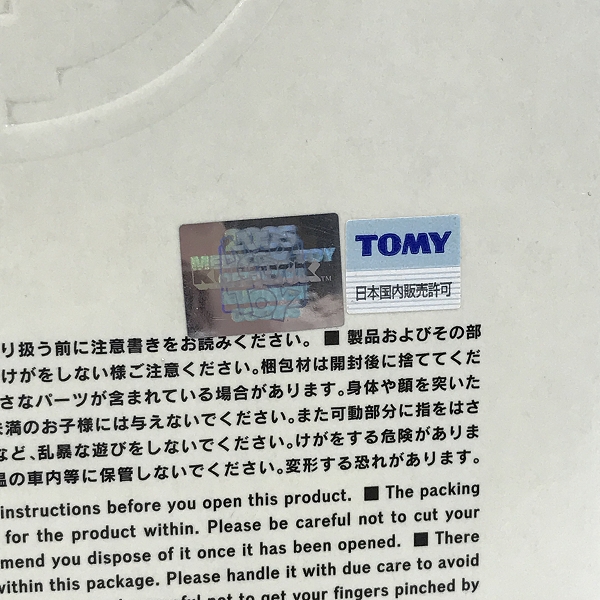 2005
MEDICOM TOY
KUBRICK™
TOYZ
TOMY
日本国内販売許可
り扱う前に注意書きをお読みください。 ■ 製品およびその部
けがをしない様ご注意ください。梱包材は開封後に捨ててくだ
さなパーツが含まれている場合があります。身体や顔を突いた
未満のお子様には与えないでください。また可動部分に指をはさ
など、乱暴な遊びをしないでください。けがをする危険がありま
温の車内等に保管しないでください。変形する恐れがあります。
instructions before you open this product. ■ The packing
for the product within. Please be careful not to cut your
mend you dispose of it once it has been opened. ■ There
within this package. Please handle it with due care to avoid
not to get your fingers pinched by